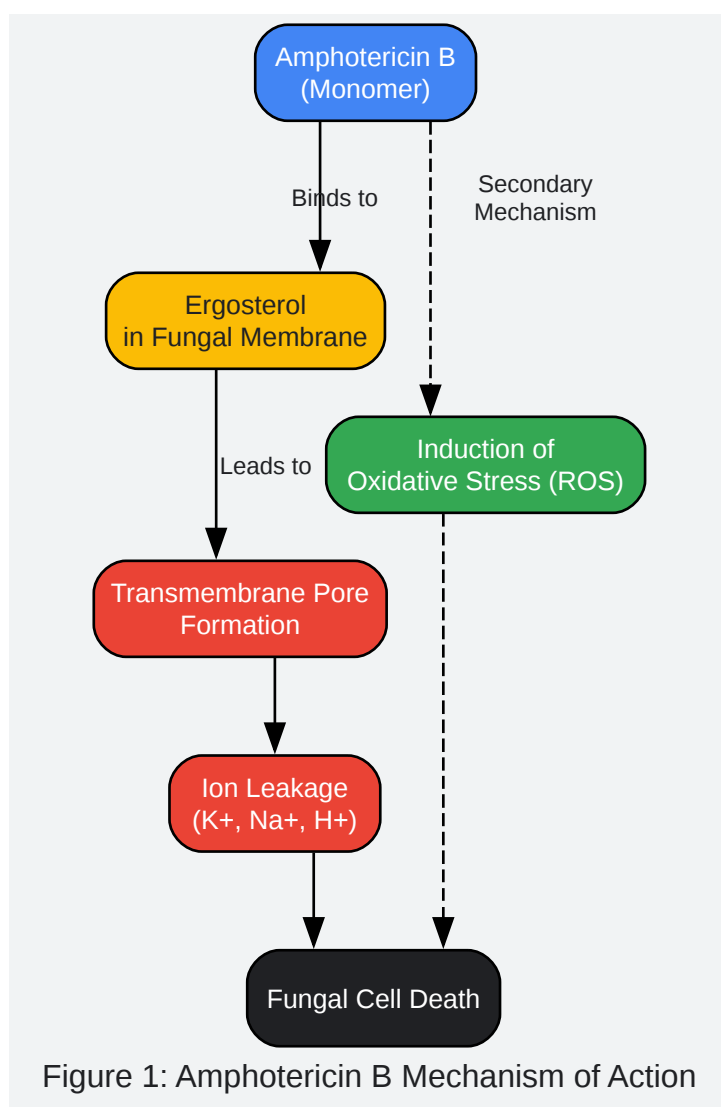 Amphotericin B
(Monomer)
Binds to
Secondary
Mechanism
Ergosterol
in Fungal Membrane
Induction of
Oxidative Stress (ROS)
Leads to
Transmembrane Pore
Formation
Ion Leakage
(K+, Na+, H+)
Fungal Cell Death
Figure 1: Amphotericin B Mechanism of Action